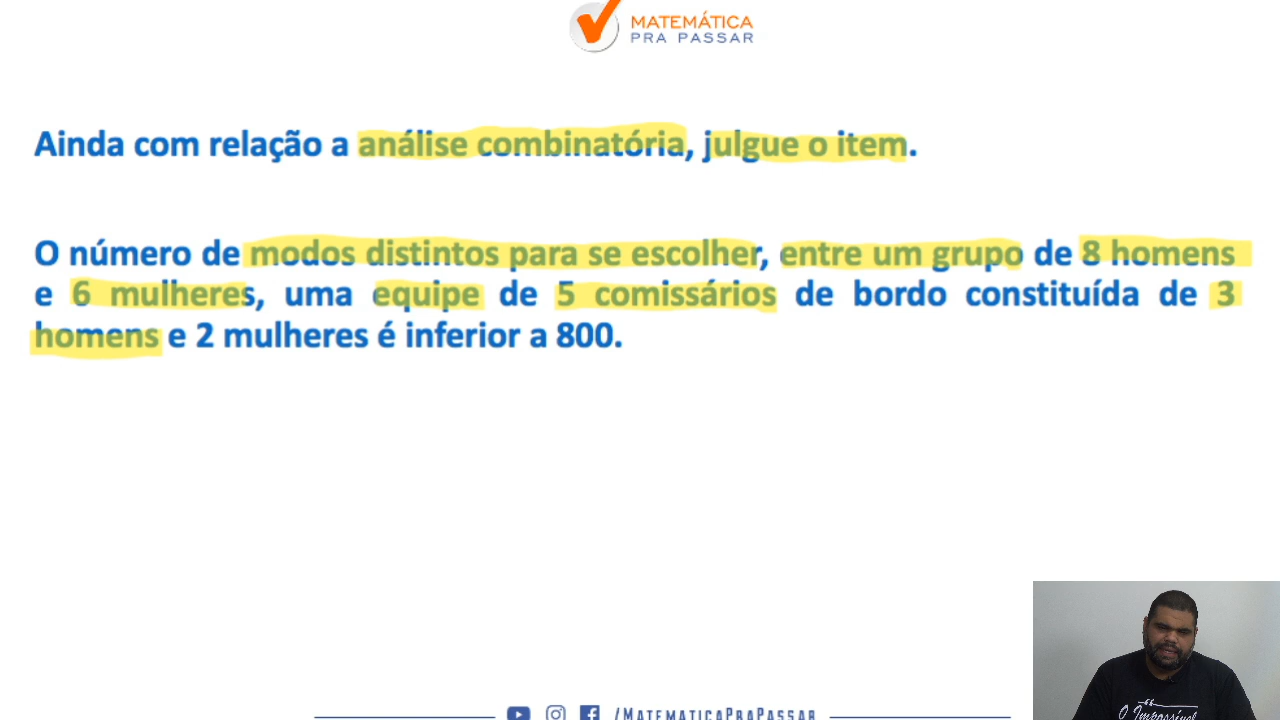 MATEMÁTICA
PRA PASSAR
Ainda com relação a análise combinatória, julgue o item.
O número de modos distintos para se escolher, entre um grupo de 8 homens
e 6 mulheres, uma equipe de 5 comissários de bordo constituída de 3
homens e 2 mulheres é inferior a 800.
O Impossível
/MATEMATICAPRAPASSAR